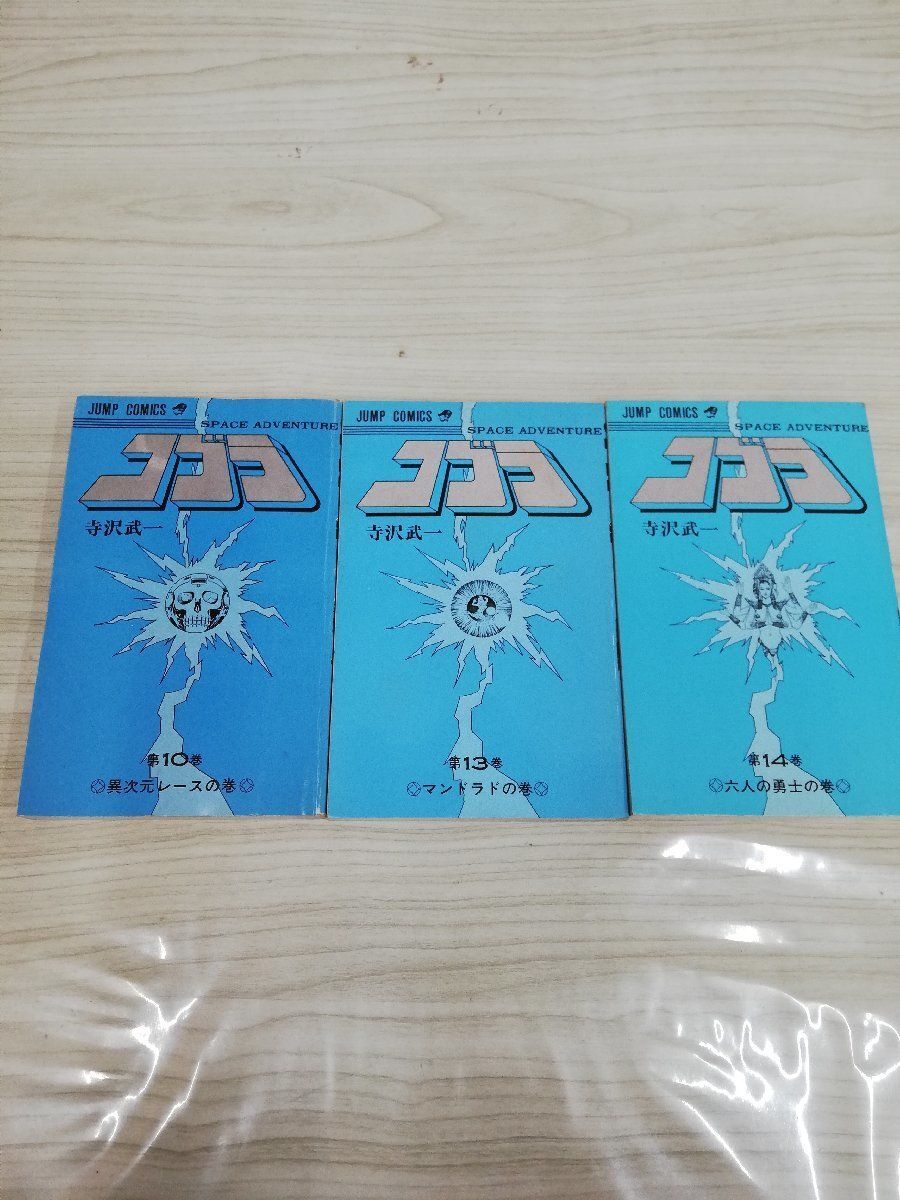 JUMP COMICS
SPACE ADVENTURE
コブラ
寺沢武一
第10巻
異次元レースの巻
JUMP COMICS
SPACE ADVENTURE
コブラ
寺沢武一
第13巻
マンドラドの巻
JUMP COMICS
SPACE ADVENTURE
コブラ
寺沢武一
第14巻
六人の勇士の巻